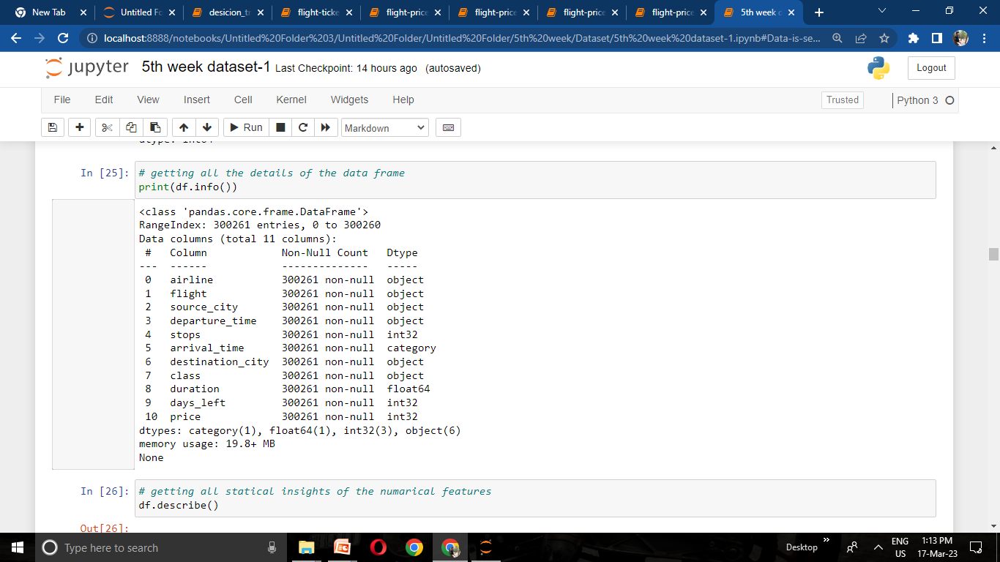 New Tab
Untitled Fo
desicion_tr
flight-ticke
flight-price
flight-price
flight-price
flight-price
5th week d
localhost:8888/notebooks/Untitled%20Folder%203/Untitled%20Folder/Untitled%20Folder/5th%20week/Dataset/5th%20week%20dataset-1.ipynb#Data-is-se...
jupyter 5th week dataset-1 Last Checkpoint: 14 hours ago (autosaved)
Logout
File Edit View Insert Cell Kernel Widgets Help
Trusted
Python 3
Run
Markdown
In [25]: # getting all the details of the data frame
print(df.info())
<class 'pandas.core.frame.DataFrame'>
RangeIndex: 300261 entries, 0 to 300260
Data columns (total 11 columns):
# Column Non-Null Count Dtype
--- ------ -------------- -----
0 airline 300261 non-null object
1 flight 300261 non-null object
2 source_city 300261 non-null object
3 departure_time 300261 non-null object
4 stops 300261 non-null int32
5 arrival_time 300261 non-null category
6 destination_city 300261 non-null object
7 class 300261 non-null object
8 duration 300261 non-null float64
9 days_left 300261 non-null int32
10 price 300261 non-null int32
dtypes: category(1), float64(1), int32(3), object(6)
memory usage: 19.8+ MB
None
In [26]: # getting all statical insights of the numarical features
df.describe()
Out[26]:
Type here to search
Desktop
ENG
US
1:13 PM
17-Mar-23